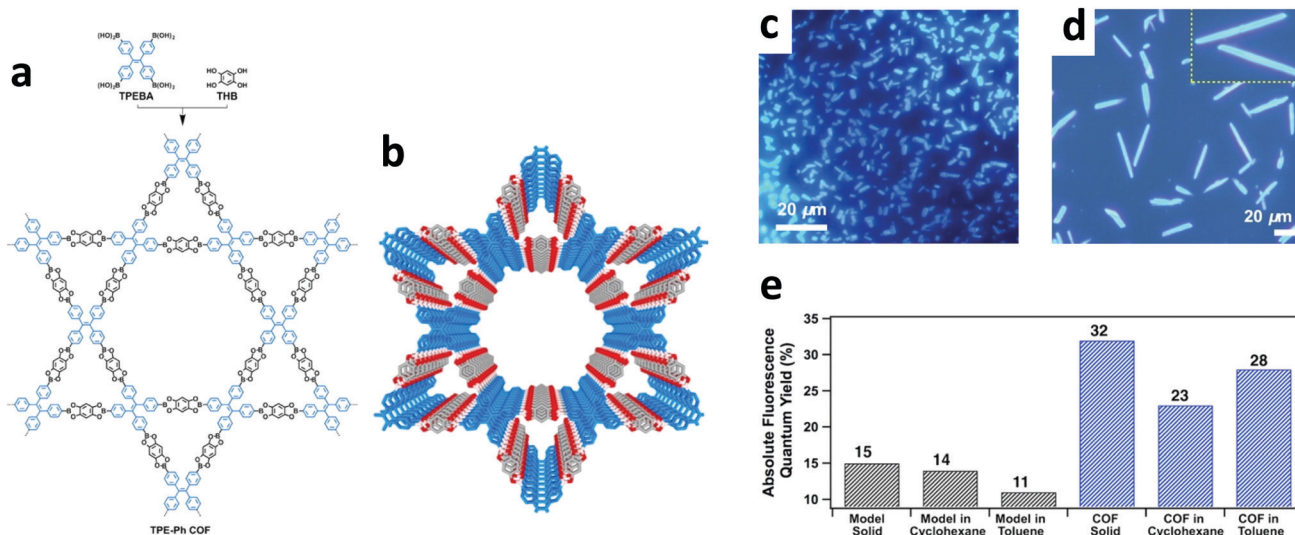 a
(HO)₂B B(OH)₂
(HO)₂B B(OH)₂
TPEBA
HO OH
HO OH
THB
TPE-Ph COF
b
c
20 μm
d
20 μm
e
Absolute Fluorescence
Quantum Yield (%)
35
30
25
20
15
10
15
14
11
32
23
28
Model
Solid
Model in
Cyclohexane
Model in
Toluene
COF
Solid
COF in
Cyclohexane
COF in
Toluene